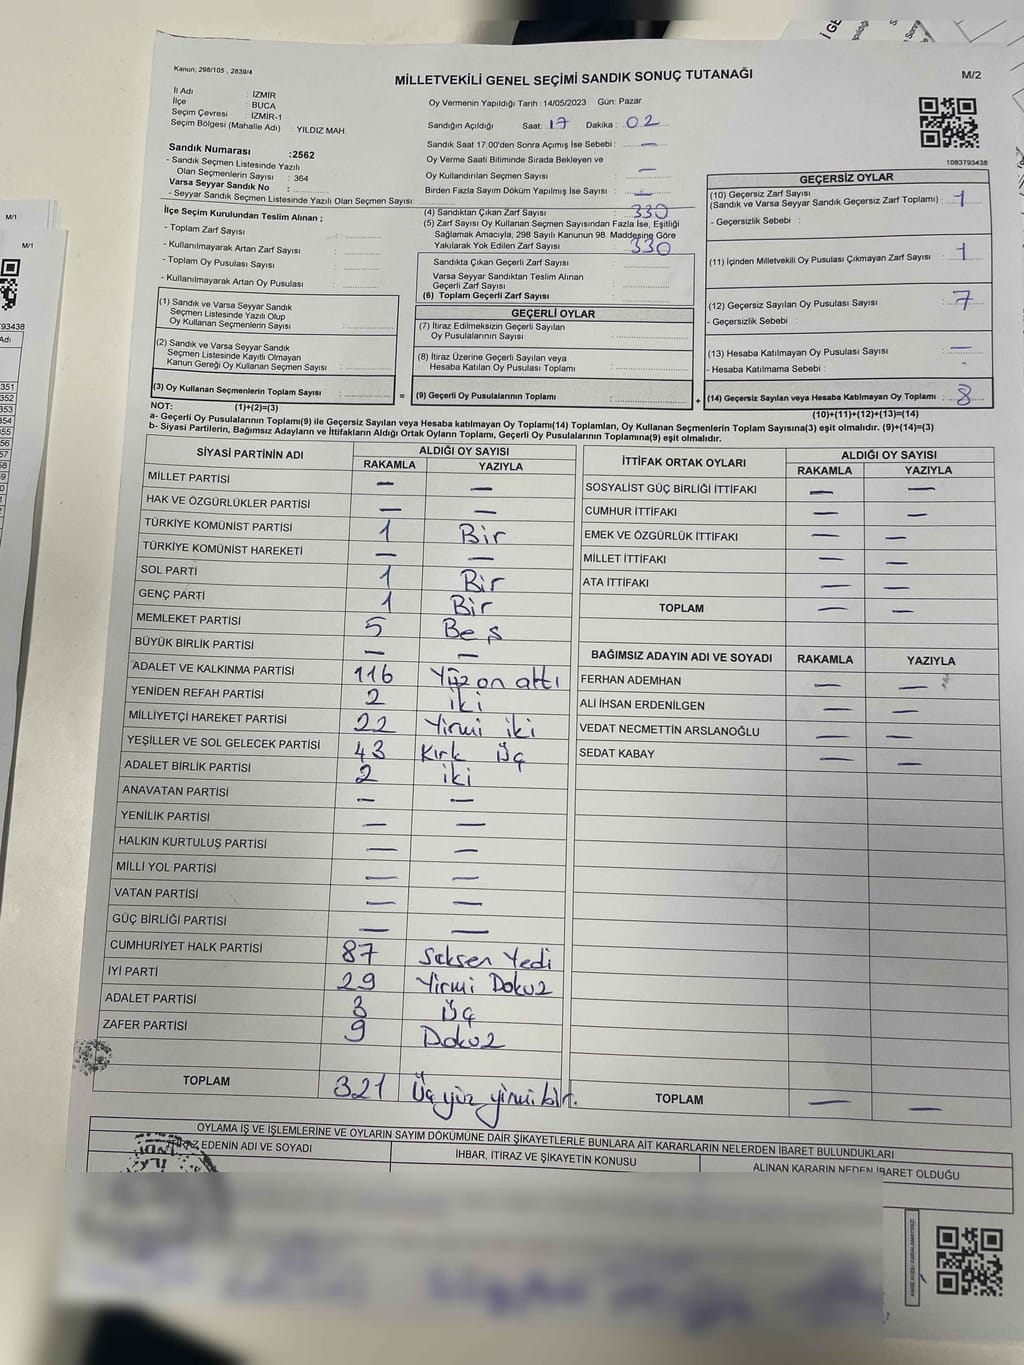 Kanun; 298/105 , 2839/4
MİLLETVEKİLİ GENEL SEÇİMİ SANDIK SONUÇ TUTANAĞI
M/2
İl Adı : İZMİR
İlçe : BUCA
Seçim Çevresi : İZMİR-1
Seçim Bölgesi (Mahalle Adı) : YILDIZ MAH.
Oy Vermenin Yapıldığı Tarih :14/05/2023 Gün: Pazar
Sandığın Açıldığı Saat: 17 Dakika: 02
Sandık Saat 17.00'den Sonra Açımış İse Sebebi : —
Oy Verme Saati Bitiminde Sırada Bekleyen ve
Oy Kullandırılan Seçmen Sayısı : —
Birden Fazla Sayım Döküm Yapılmış İse Sayısı : —
1083793438
Sandık Numarası :2562
- Sandık Seçmen Listesinde Yazılı
Olan Seçmenlerin Sayısı : 364
Varsa Seyyar Sandık No :
- Seyyar Sandık Seçmen Listesinde Yazılı Olan Seçmen Sayısı:
İlçe Seçim Kurulundan Teslim Alınan ;
- Toplam Zarf Sayısı :
- Kullanılmayarak Artan Zarf Sayısı :
- Toplam Oy Pusulası Sayısı :
- Kullanılmayarak Artan Oy Pusulası :
(4) Sandıktan Çıkan Zarf Sayısı : 330
(5) Zarf Sayısı Oy Kullanan Seçmen Sayısından Fazla İse, Eşitliği
Sağlamak Amacıyla; 298 Sayılı Kanunun 98. Maddesine Göre
Yakılarak Yok Edilen Zarf Sayısı : 330
Sandıkta Çıkan Geçerli Zarf Sayısı :
Varsa Seyyar Sandıktan Teslim Alınan
Geçerli Zarf Sayısı :
(6) Toplam Geçerli Zarf Sayısı :
GEÇERSİZ OYLAR
(10) Geçersiz Zarf Sayısı
(Sandık ve Varsa Seyyar Sandık Geçersiz Zarf Toplamı) : 1
- Geçersizlik Sebebi :
(11) İçinden Milletvekili Oy Pusulası Çıkmayan Zarf Sayısı : 1
(12) Geçersiz Sayılan Oy Pusulası Sayısı : 7
- Geçersizlik Sebebi :
(13) Hesaba Katılmayan Oy Pusulası Sayısı : —
- Hesaba Katılmama Sebebi :
(14) Geçersiz Sayılan veya Hesaba Katılmayan Oy Toplamı : 8
(1) Sandık ve Varsa Seyyar Sandık
Seçmen Listesinde Yazılı Olup
Oy Kullanan Seçmenlerin Sayısı :
(2) Sandık ve Varsa Seyyar Sandık
Seçmen Listesinde Kayıtlı Olmayan
Kanun Gereği Oy Kullanan Seçmen Sayısı :
(3) Oy Kullanan Seçmenlerin Toplam Sayısı : =
GEÇERLİ OYLAR
(7) İtiraz Edilmeksizin Geçerli Sayılan
Oy Pusulalarının Sayısı :
(8) İtiraz Üzerine Geçerli Sayılan veya
Hesaba Katılan Oy Pusulası Toplamı :
(9) Geçerli Oy Pusulalarının Toplamı : +
NOT: (1)+(2)=(3)
(10)+(11)+(12)+(13)=(14)
a- Geçerli Oy Pusulalarının Toplamı(9) ile Geçersiz Sayılan veya Hesaba katılmayan Oy Toplamı(14) Toplamları, Oy Kullanan Seçmenlerin Toplam Sayısına(3) eşit olmalıdır. (9)+(14)=(3)
b- Siyasi Partilerin, Bağımsız Adayların ve İttifakların Aldığı Ortak Oyların Toplamı, Geçerli Oy Pusulalarının Toplamına(9) eşit olmalıdır.
SİYASİ PARTİNİN ADI ALDIĞI OY SAYISI
RAKAMLA YAZIYLA
MİLLET PARTİSİ — —
HAK VE ÖZGÜRLÜKLER PARTİSİ — —
TÜRKİYE KOMÜNİST PARTİSİ 1 Bir
TÜRKİYE KOMÜNİST HAREKETİ — —
SOL PARTİ 1 Bir
GENÇ PARTİ 1 Bir
MEMLEKET PARTİSİ 5 Beş
BÜYÜK BİRLİK PARTİSİ — —
ADALET VE KALKINMA PARTİSİ 116 Yüz on altı
YENİDEN REFAH PARTİSİ 2 iki
MİLLİYETÇİ HAREKET PARTİSİ 22 Yirmi iki
YEŞİLLER VE SOL GELECEK PARTİSİ 43 Kırk Üç
ADALET BİRLİK PARTİSİ 2 iki
ANAVATAN PARTİSİ — —
YENİLİK PARTİSİ — —
HALKIN KURTULUŞ PARTİSİ — —
MİLLİ YOL PARTİSİ — —
VATAN PARTİSİ — —
GÜÇ BİRLİĞİ PARTİSİ — —
CUMHURİYET HALK PARTİSİ 87 Seksen Yedi
İYİ PARTİ 29 Yirmi Dokuz
ADALET PARTİSİ 3 Üç
ZAFER PARTİSİ 9 Dokuz
TOPLAM 321 Üç yüz yirmi bir.
İTTİFAK ORTAK OYLARI ALDIĞI OY SAYISI
RAKAMLA YAZIYLA
SOSYALİST GÜÇ BİRLİĞİ İTTİFAKI — —
CUMHUR İTTİFAKI — —
EMEK VE ÖZGÜRLÜK İTTİFAKI — —
MİLLET İTTİFAKI — —
ATA İTTİFAKI — —
TOPLAM — —
BAĞIMSIZ ADAYIN ADI VE SOYADI RAKAMLA YAZIYLA
FERHAN ADEMHAN — —
ALİ İHSAN ERDENİLGEN — —
VEDAT NECMETTİN ARSLANOĞLU — —
SEDAT KABAY — —
TOPLAM — —
OYLAMA İŞ VE İŞLEMLERİNE VE OYLARIN SAYIM DÖKÜMÜNE DAİR ŞİKAYETLERLE BUNLARA AİT KARARLARIN NELERDEN İBARET BULUNDUKLARI
İTİRAZ EDENİN ADI VE SOYADI
İHBAR, İTİRAZ VE ŞİKAYETİN KONUSU
ALINAN KARARIN NEDEN İBARET OLDUĞU
M/1
M/1
93438
Adı
351
352
353
354